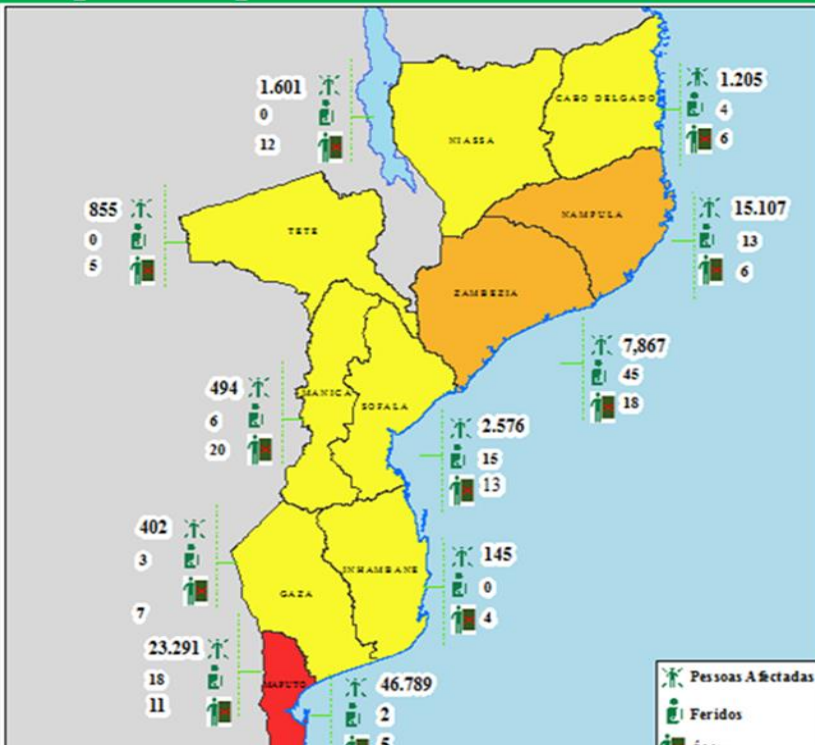 1.601
0
12
1.205
4
6
NIASSA
CABO DELGADO
855
0
5
TETE
NAMPULA
15.107
13
6
ZAMBEZIA
7,867
45
18
494
6
20
MANICA
SOFALA
2.576
15
13
402
3
7
GAZA
INHAMBANE
145
0
4
23.291
18
11
MAPUTO
46.789
2
Pessoas Afectadas
Feridos